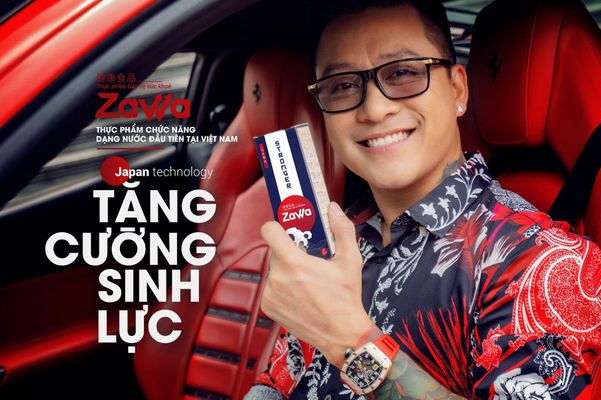 健康食品
Thực phẩm bảo vệ sức khoẻ
ZaWa
THỰC PHẨM CHỨC NĂNG
DẠNG NƯỚC ĐẦU TIÊN TẠI VIỆT NAM
Japan technology
TĂNG
CƯỜNG
SINH
LỰC
STRONGER
ZaWa